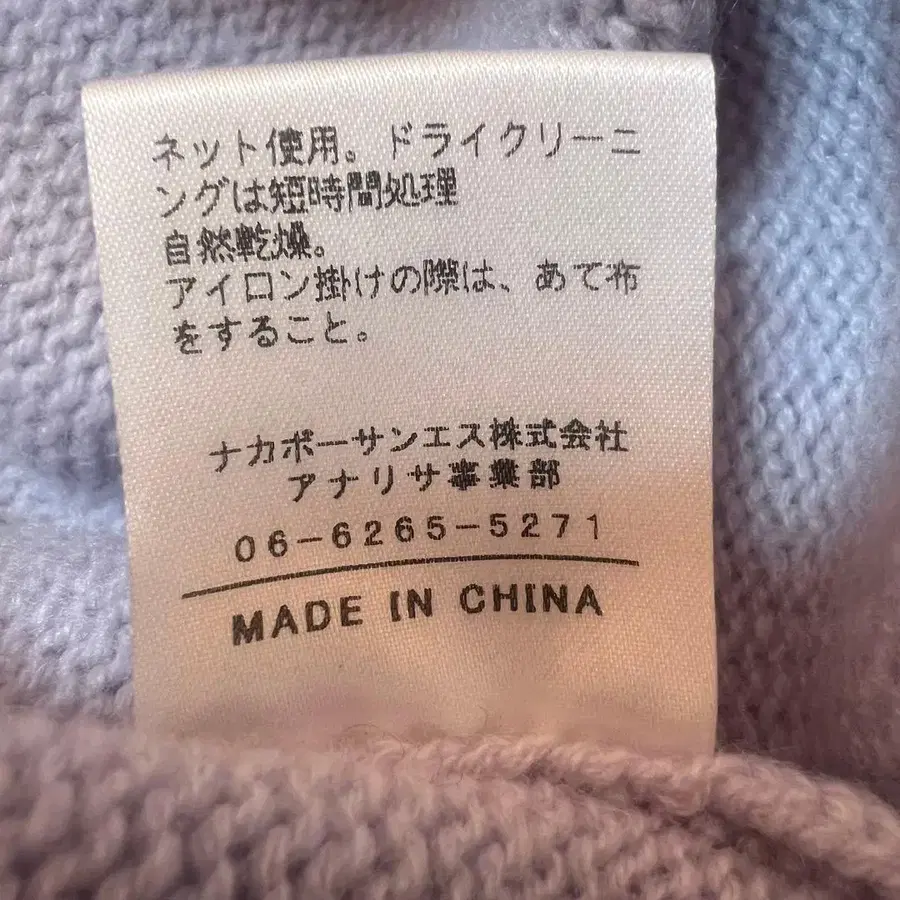 ネット使用。ドライクリーニ
ングは短時間処理
自然乾燥。
アイロン掛けの際は、あて布
をすること。
ナカボーサンエス株式会社
アナリサ事業部
06-6265-5271
MADE IN CHINA